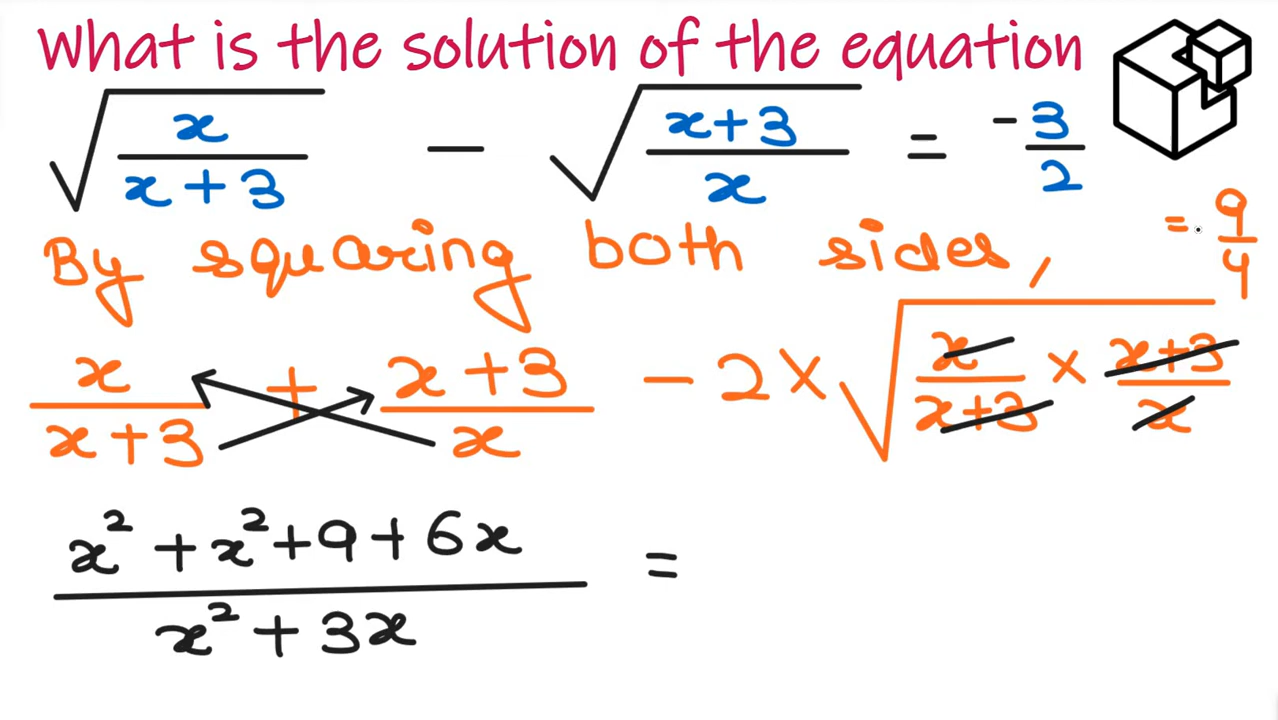 What is the solution of the equation
√(x/(x+3)) − √((x+3)/x) = -3/2
By squaring both sides, = 9/4
x/(x+3) + (x+3)/x − 2 × √(x/(x+3) × (x+3)/x)
(x² + x² + 9 + 6x)/(x² + 3x) =